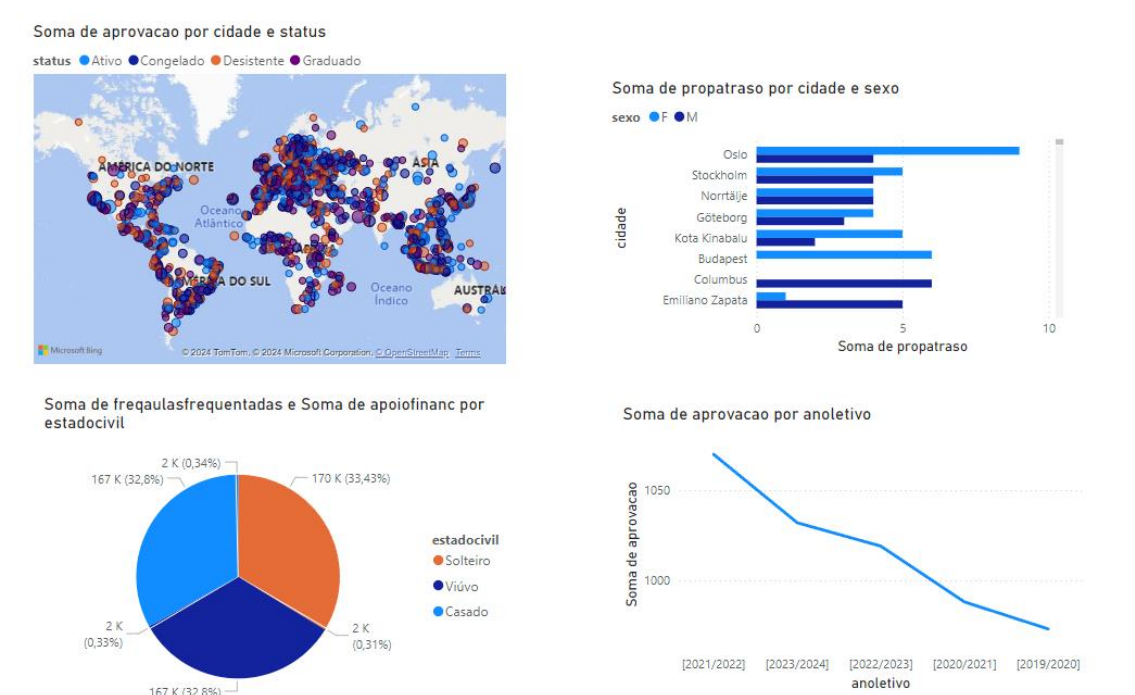 Soma de aprovacao por cidade e status
status Ativo Congelado Desistente Graduado
AMÉRICA DO NORTE
ÁSIA
Oceano
Atlântico
DO SUL
Oceano
Índico
Microsoft Bing
© 2024 TomTom, © 2024 Microsoft Corporation, © OpenStreetMap Terms
Soma de propatraso por cidade e sexo
sexo F M
cidade
Oslo
Stockholm
Norrtälje
Göteborg
Kota Kinabalu
Budapest
Columbus
Emiliano Zapata
0 5 10
Soma de propatraso
Soma de freqaulasfrequentadas e Soma de apoiofinanc por
estadocivil
2 K (0,34%)
167 K (32,8%)
170 K (33,43%)
2 K
(0,33%)
2 K
(0,31%)
167 K (32,8%)
estadocivil
Solteiro
Viúvo
Casado
Soma de aprovacao por anoletivo
Soma de aprovacao
1050
1000
[2021/2022] [2023/2024] [2022/2023] [2020/2021] [2019/2020]
anoletivo